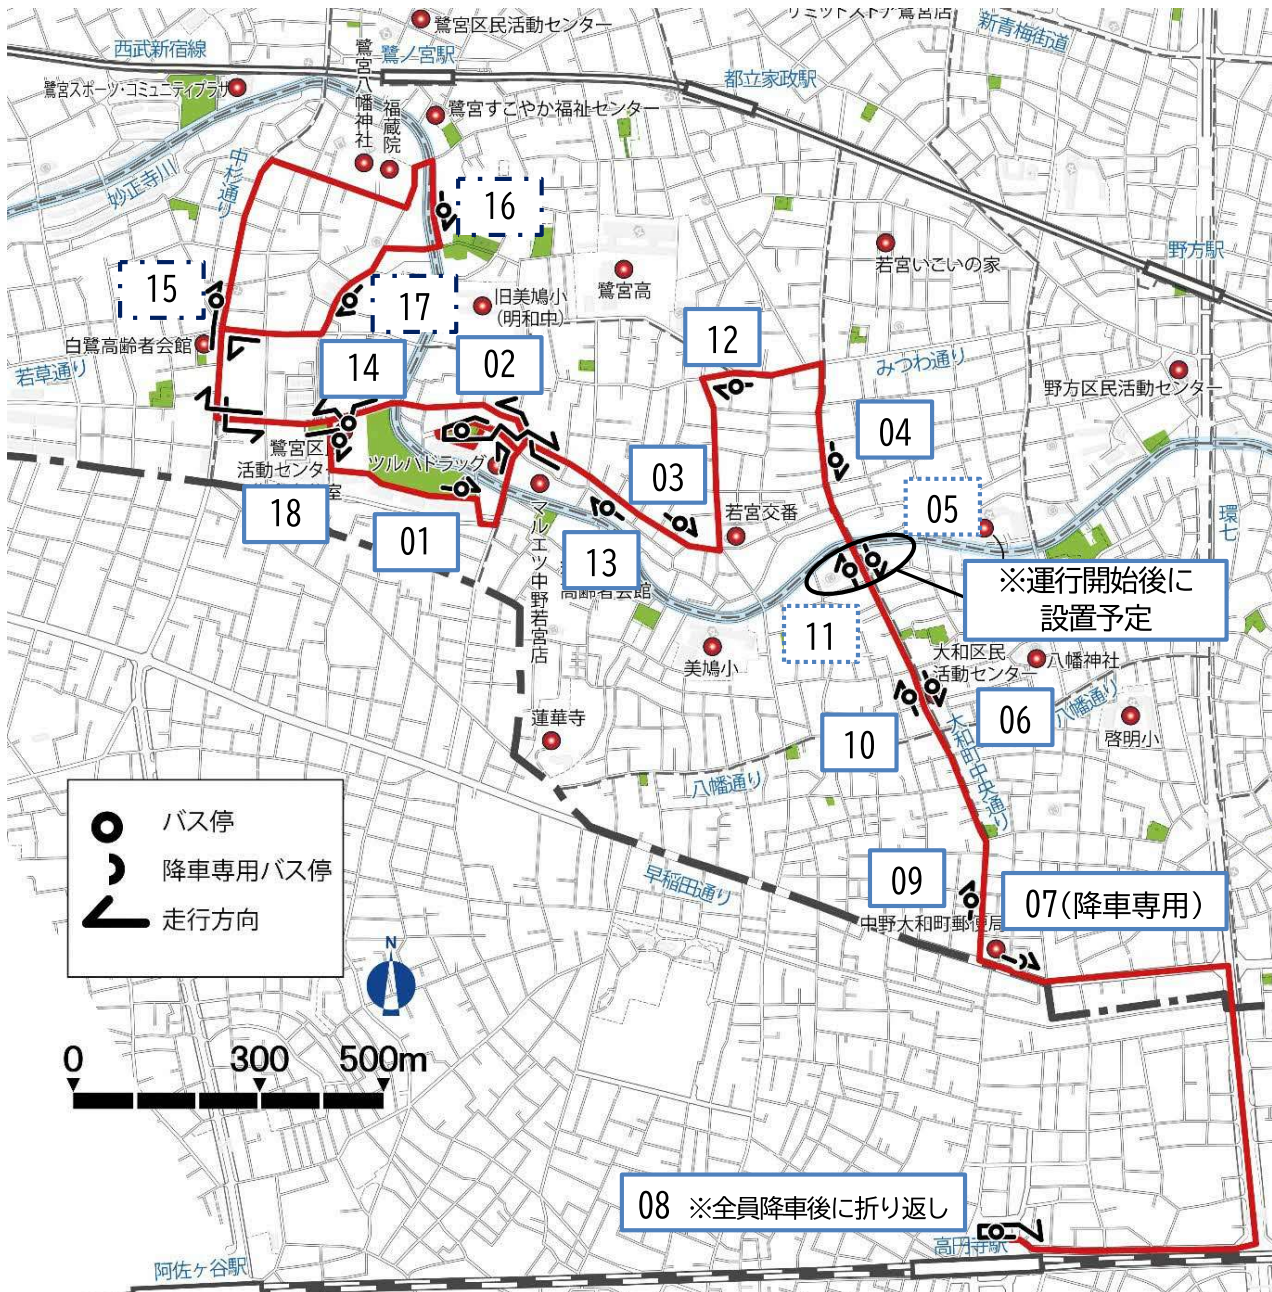 リミットストア鷺宮店
鷺宮区民活動センター
新青梅街道
西武新宿線
鷺ノ宮駅
鷺宮八幡神社
都立家政駅
鷺宮スポーツ・コミュニティプラザ
福蔵院
鷺宮すこやか福祉センター
妙正寺川
中杉通り
16
野方駅
若宮いこいの家
15
17
旧美鳩小
(明和中)
鷺宮高
白鷺高齢者会館
若草通り
14
02
12
みつわ通り
野方区民活動センター
04
鷺宮区民
活動センター
室
ツルハドラッグ
03
05
18
01
13
若宮交番
環七
マルエツ中野若宮店
高齢者会館
※運行開始後に
設置予定
11
美鳩小
大和区民
活動センター
八幡神社
蓮華寺
10
06
八幡通り
啓明小
大和町中央通り
八幡通り
バス停
降車専用バス停
走行方向
早稲田通り
09
07(降車専用)
中野大和町郵便局
N
0 300 500m
08 ※全員降車後に折り返し
高円寺駅
阿佐ヶ谷駅